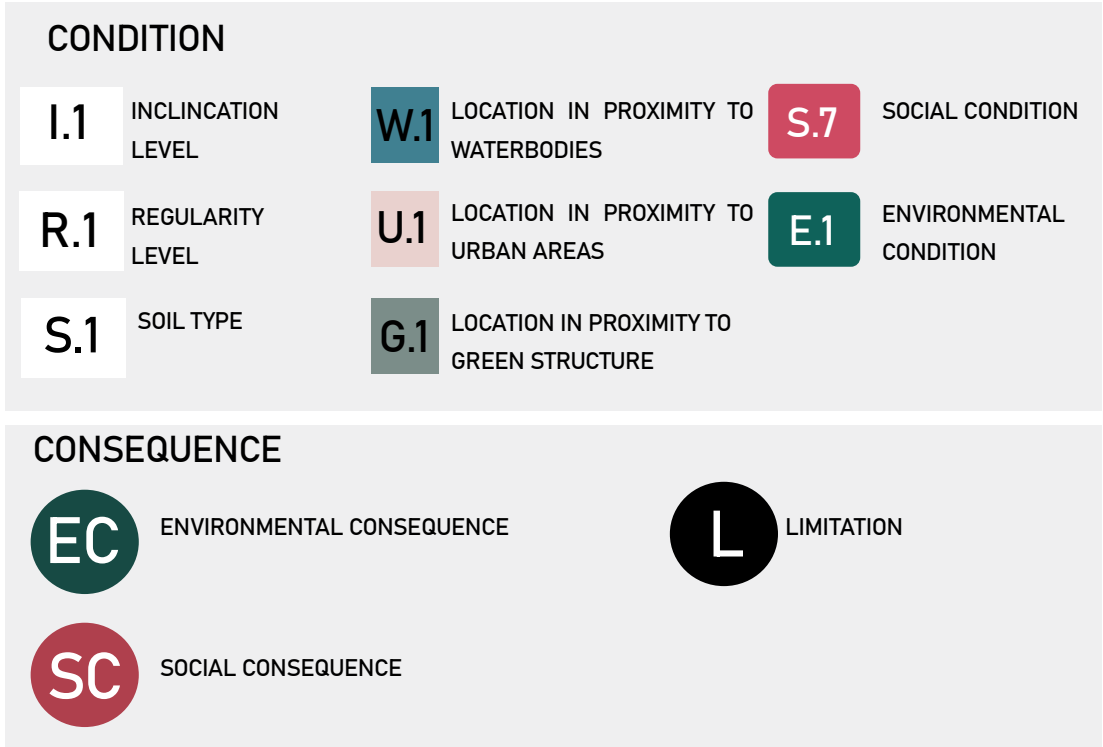 CONDITION
I.1
INCLINCATION
LEVEL
R.1
REGULARITY
LEVEL
S.1
SOIL TYPE
W.1
LOCATION IN PROXIMITY TO
WATERBODIES
U.1
LOCATION IN PROXIMITY TO
URBAN AREAS
G.1
LOCATION IN PROXIMITY TO
GREEN STRUCTURE
S.7
SOCIAL CONDITION
E.1
ENVIRONMENTAL
CONDITION
CONSEQUENCE
EC
ENVIRONMENTAL CONSEQUENCE
SC
SOCIAL CONSEQUENCE
L
LIMITATION